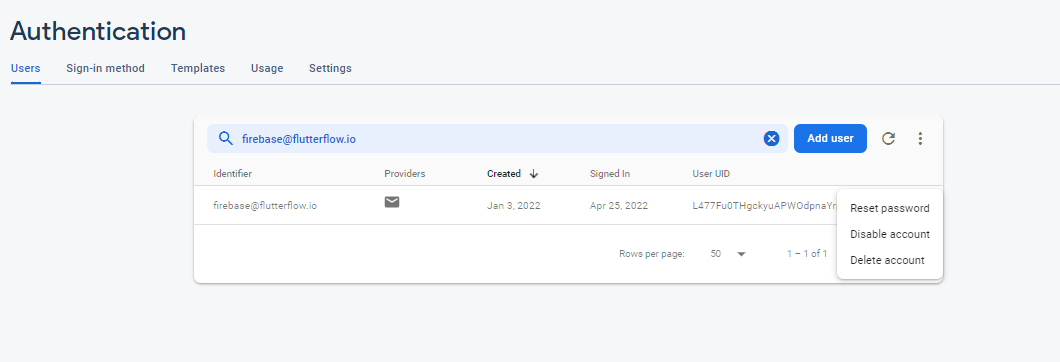 Authentication
Users Sign-in method Templates Usage Settings
firebase@flutterflow.io Add user
Identifier Providers Created Signed In User UID
firebase@flutterflow.io Jan 3, 2022 Apr 25, 2022
Reset password
Disable account
Delete account
Rows per page: 50 1 – 1 of 1